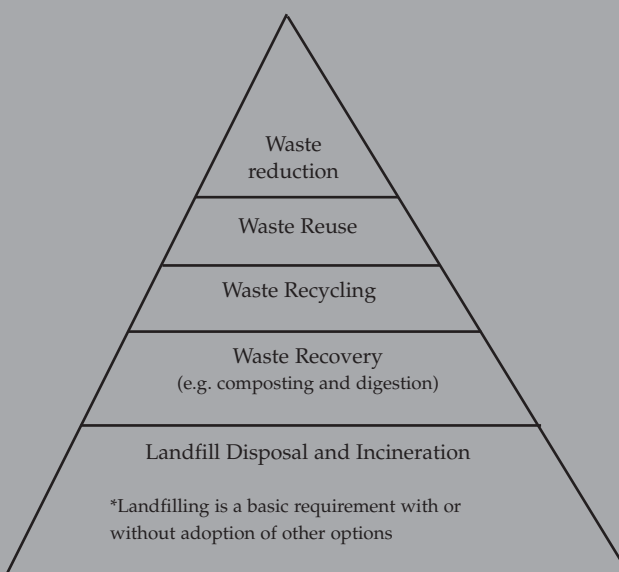 Waste
reduction
Waste Reuse
Waste Recycling
Waste Recovery
(e.g. composting and digestion)
Landfill Disposal and Incineration
*Landfilling is a basic requirement with or
without adoption of other options